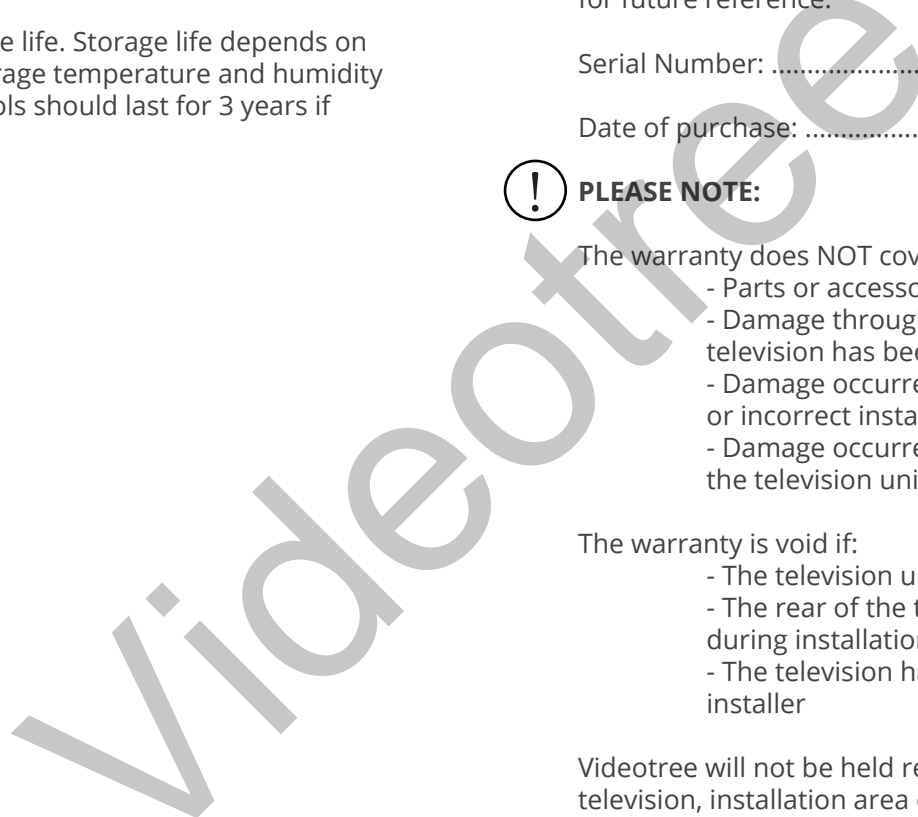 e life. Storage life depends on
rage temperature and humidity
ols should last for 3 years if
for future reference.
Serial Number: .....................
Date of purchase: ................
! PLEASE NOTE:
The warranty does NOT cov
- Parts or accesso
- Damage throug
television has bee
- Damage occurre
or incorrect insta
- Damage occurre
the television uni
The warranty is void if:
- The television u
- The rear of the t
during installation
- The television ha
installer
Videotree will not be held re
television, installation area
Videotree